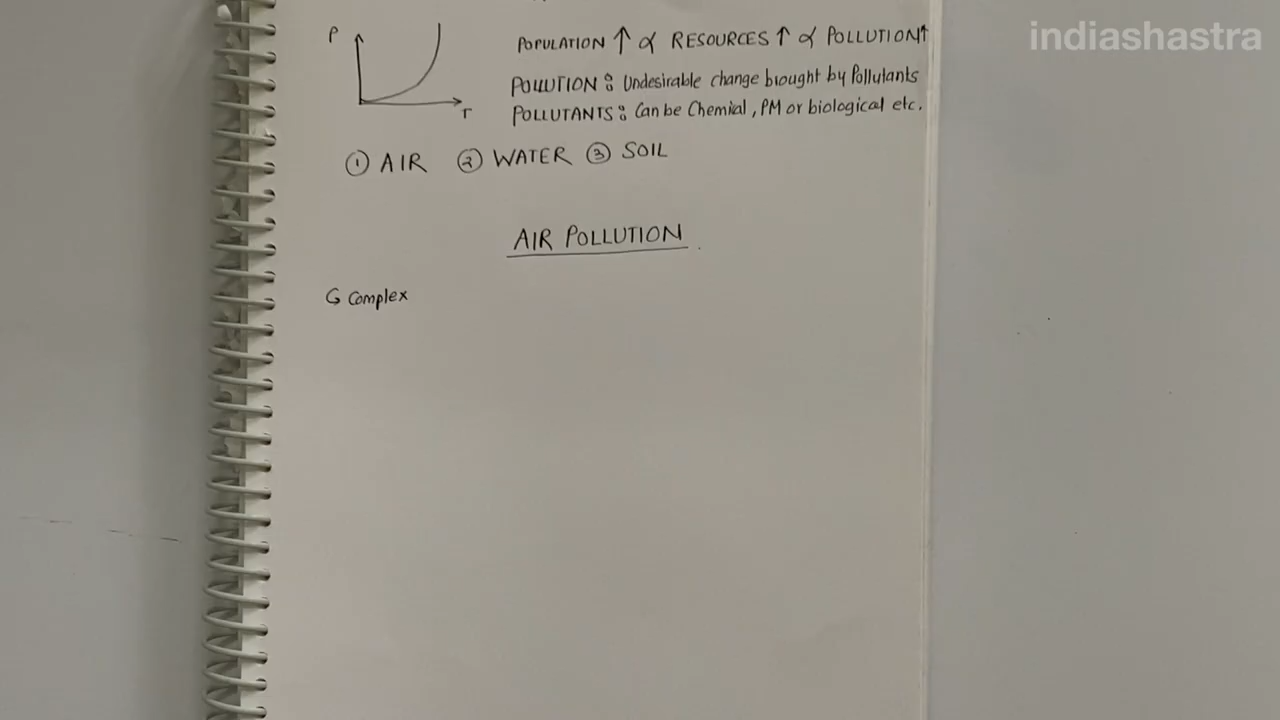 indiashastra
P
POPULATION ↑ ∝ RESOURCES ↑ ∝ POLLUTION↑
POLLUTION : Undesirable change brought by Pollutants
T
POLLUTANTS : Can be Chemial, PM or biological etc.
① AIR ② WATER ③ SOIL
AIR POLLUTION
↳ Complex